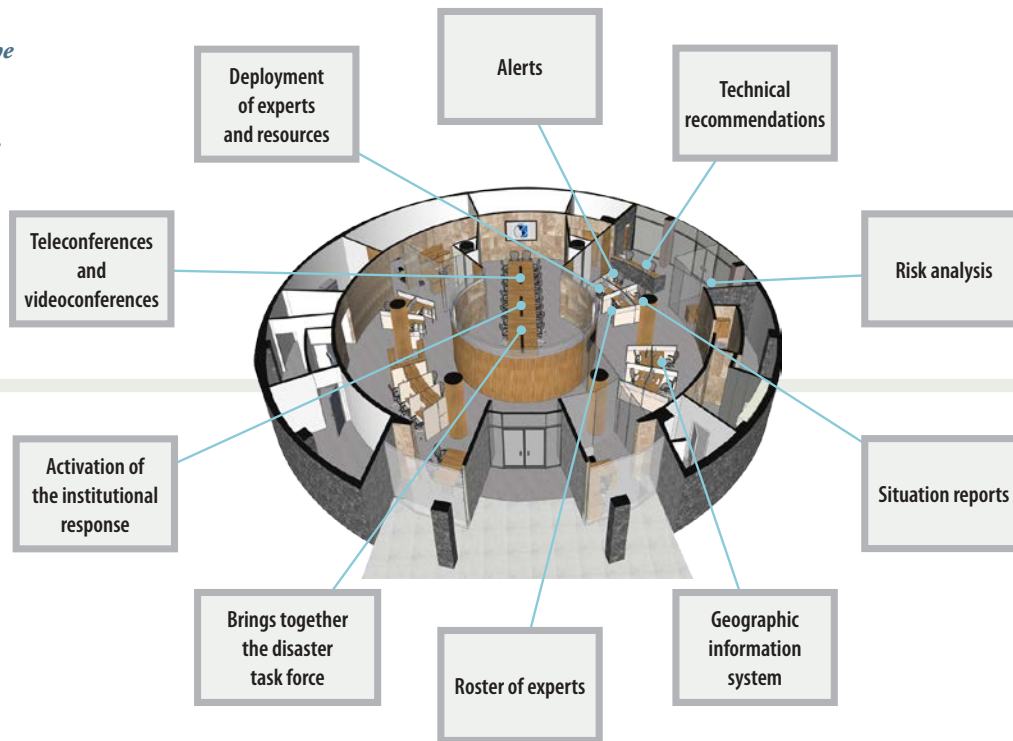 Deployment
of experts
and resources
Alerts
Technical
recommendations
Teleconferences
and
videoconferences
Risk analysis
Activation of
the institutional
response
Situation reports
Brings together
the disaster
task force
Roster of experts
Geographic
information
system